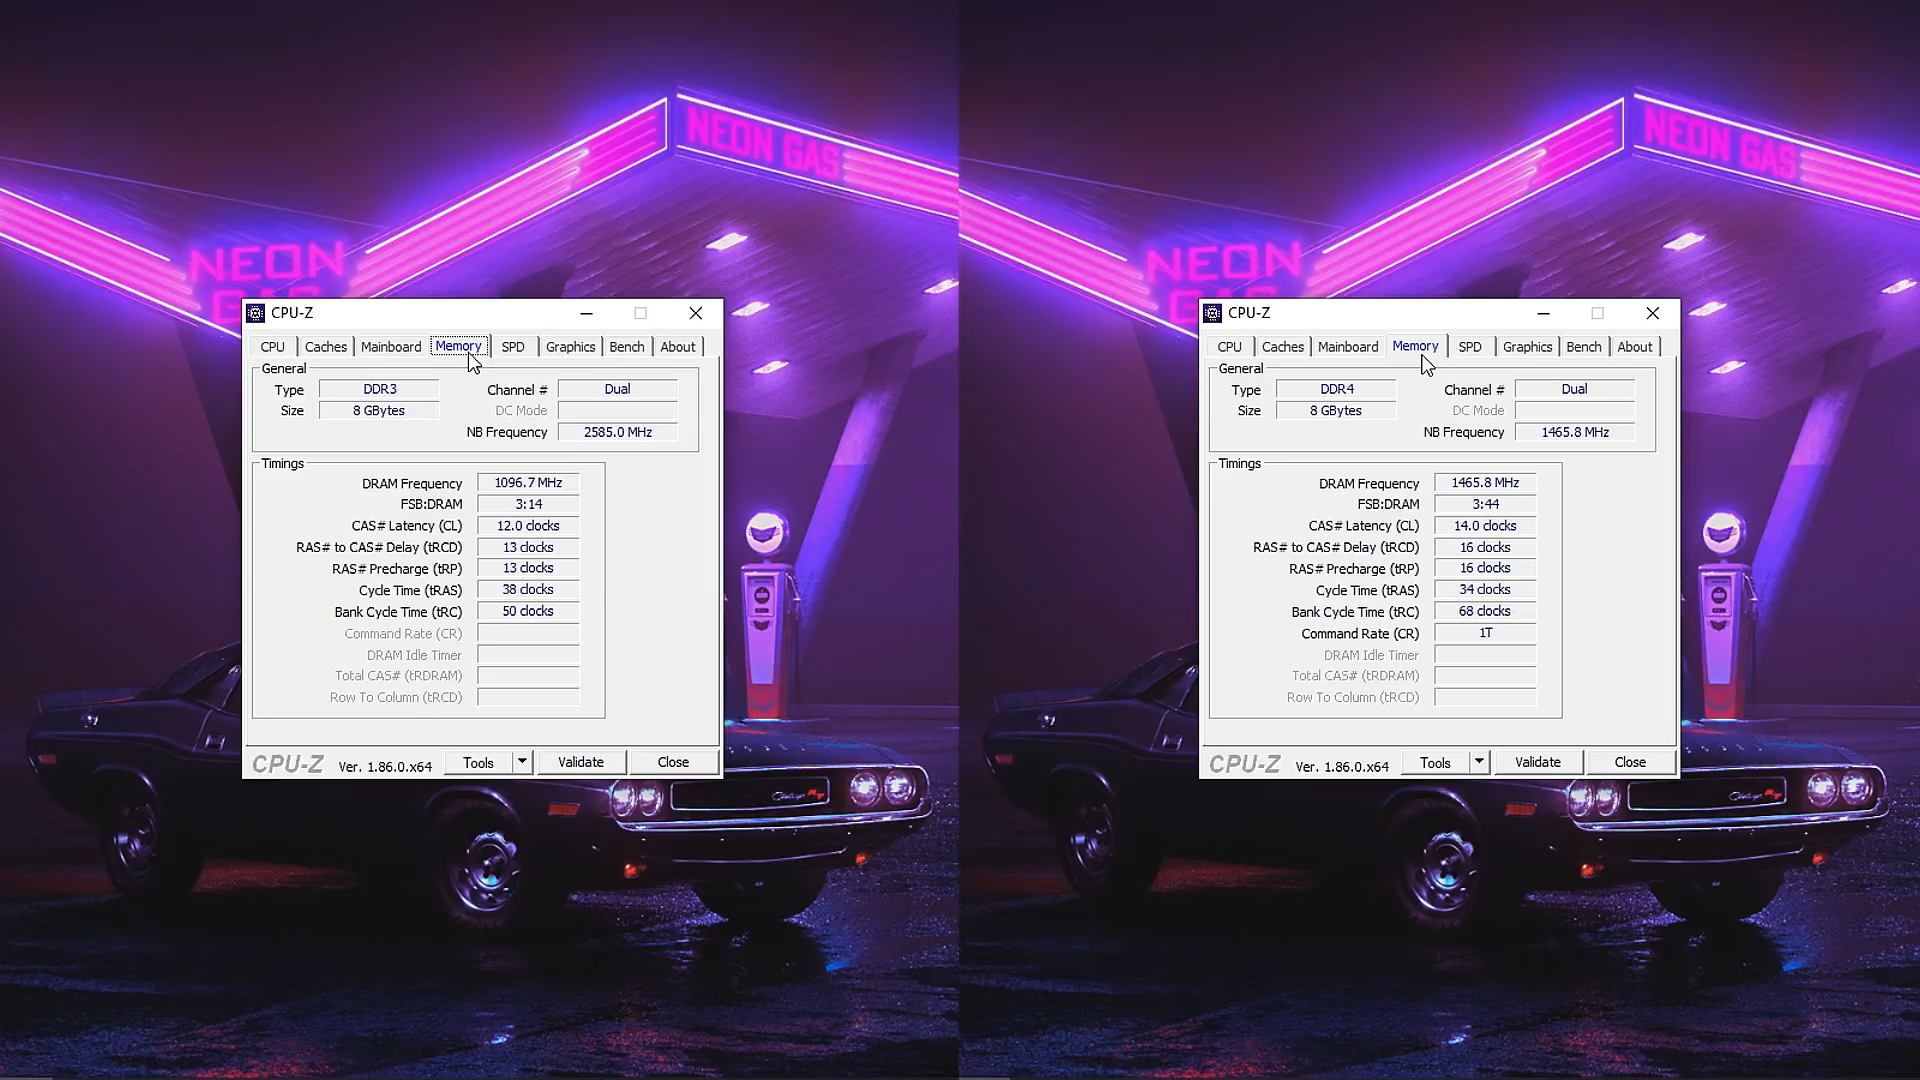 NEON GAS
NEON
CPU-Z
CPU Caches Mainboard Memory SPD Graphics Bench About
General
Type DDR3 Channel # Dual
Size 8 GBytes DC Mode
NB Frequency 2585.0 MHz
Timings
DRAM Frequency 1096.7 MHz
FSB:DRAM 3:14
CAS# Latency (CL) 12.0 clocks
RAS# to CAS# Delay (tRCD) 13 clocks
RAS# Precharge (tRP) 13 clocks
Cycle Time (tRAS) 38 clocks
Bank Cycle Time (tRC) 50 clocks
Command Rate (CR)
DRAM Idle Timer
Total CAS# (tRDRAM)
Row To Column (tRCD)
CPU-Z Ver. 1.86.0.x64 Tools Validate Close
NEON GAS
NEON
CPU-Z
CPU Caches Mainboard Memory SPD Graphics Bench About
General
Type DDR4 Channel # Dual
Size 8 GBytes DC Mode
NB Frequency 1465.8 MHz
Timings
DRAM Frequency 1465.8 MHz
FSB:DRAM 3:44
CAS# Latency (CL) 14.0 clocks
RAS# to CAS# Delay (tRCD) 16 clocks
RAS# Precharge (tRP) 16 clocks
Cycle Time (tRAS) 34 clocks
Bank Cycle Time (tRC) 68 clocks
Command Rate (CR) 1T
DRAM Idle Timer
Total CAS# (tRDRAM)
Row To Column (tRCD)
CPU-Z Ver. 1.86.0.x64 Tools Validate Close